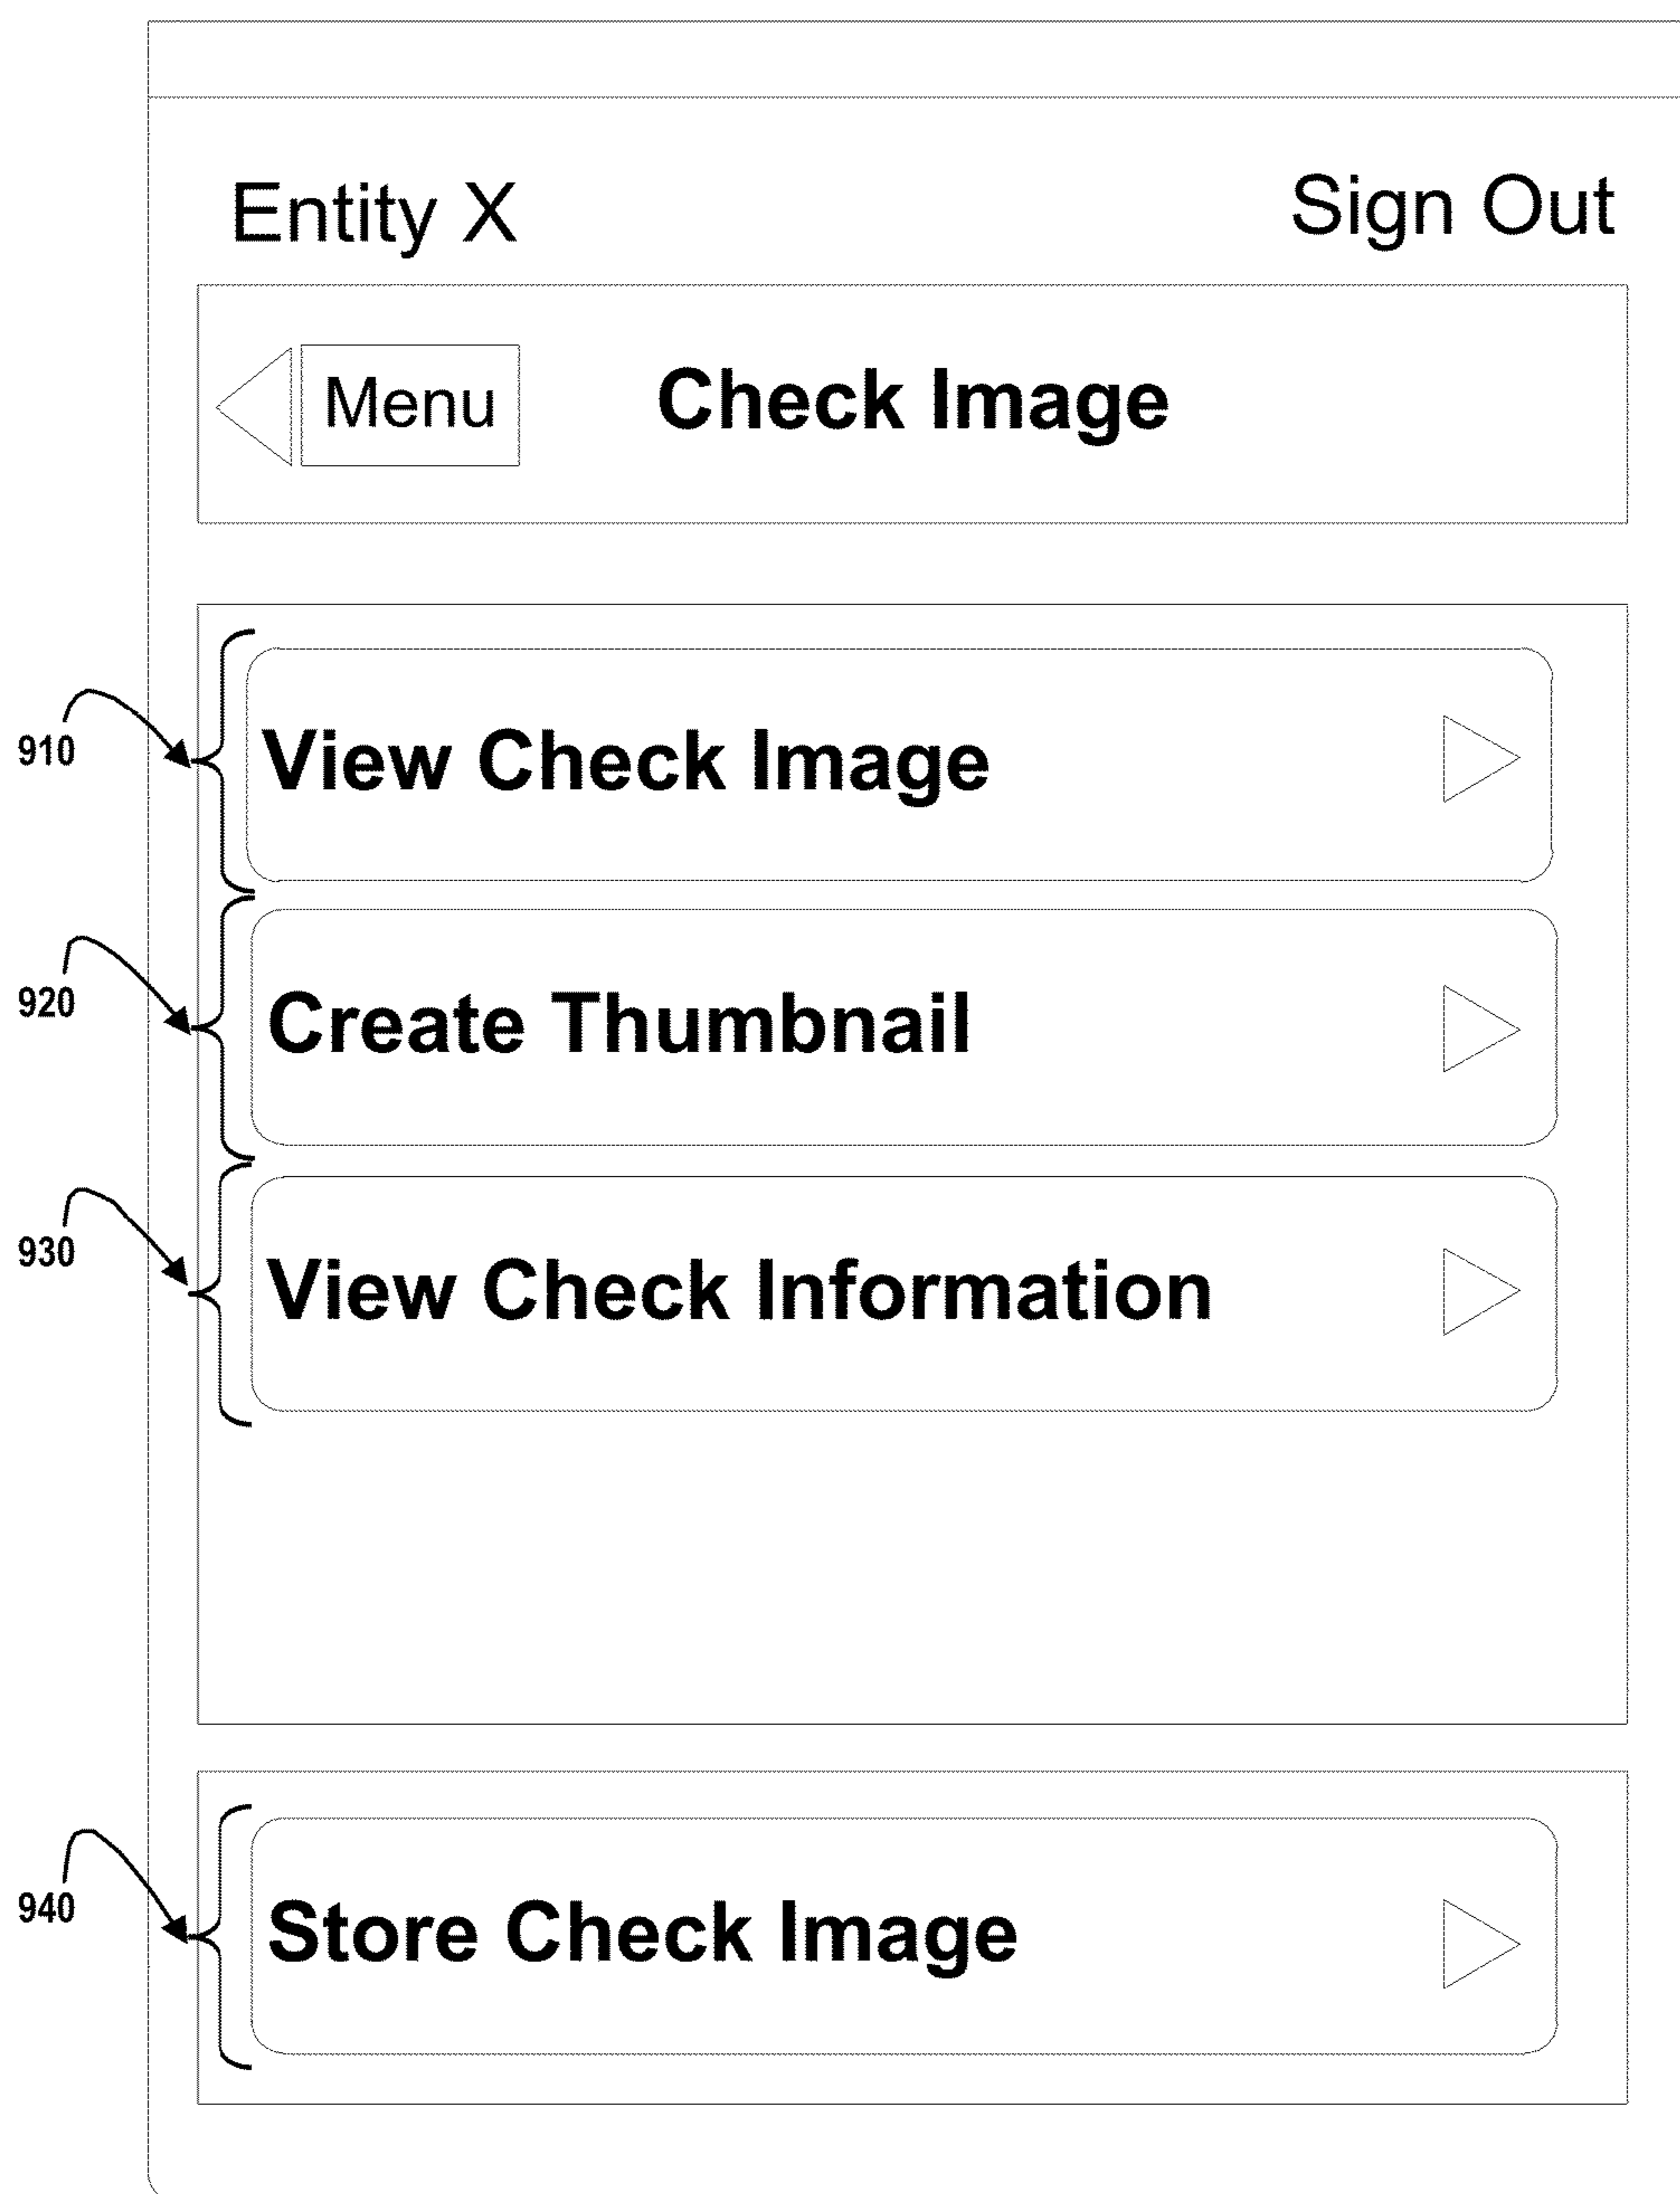 Entity X Sign Out
Menu Check Image
910 View Check Image
920 Create Thumbnail
930 View Check Information
940 Store Check Image